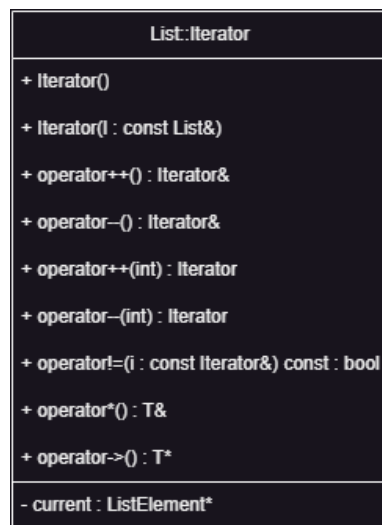 List::Iterator
+ Iterator()
+ Iterator(l : const List&)
+ operator++() : Iterator&
+ operator--() : Iterator&
+ operator++(int) : Iterator
+ operator--(int) : Iterator
+ operator!=(i : const Iterator&) const : bool
+ operator*() : T&
+ operator->() : T*
- current : ListElement*